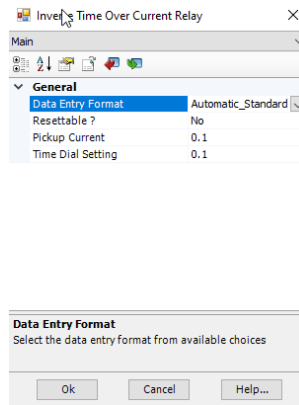 Inverse Time Over Current Relay
Main
General
Data Entry Format Automatic_Standard
Resettable ? No
Pickup Current 0.1
Time Dial Setting 0.1
Data Entry Format
Select the data entry format from available choices
Ok Cancel Help...